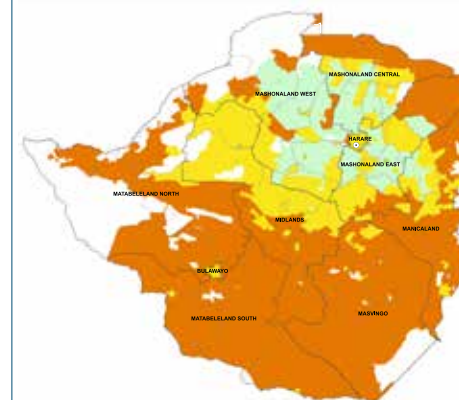 MASHONALAND CENTRAL
MASHONALAND WEST
HARARE
MASHONALAND EAST
MATABELELAND NORTH
MIDLANDS
MANICALAND
BULAWAYO
MATABELELAND SOUTH
MASVINGO